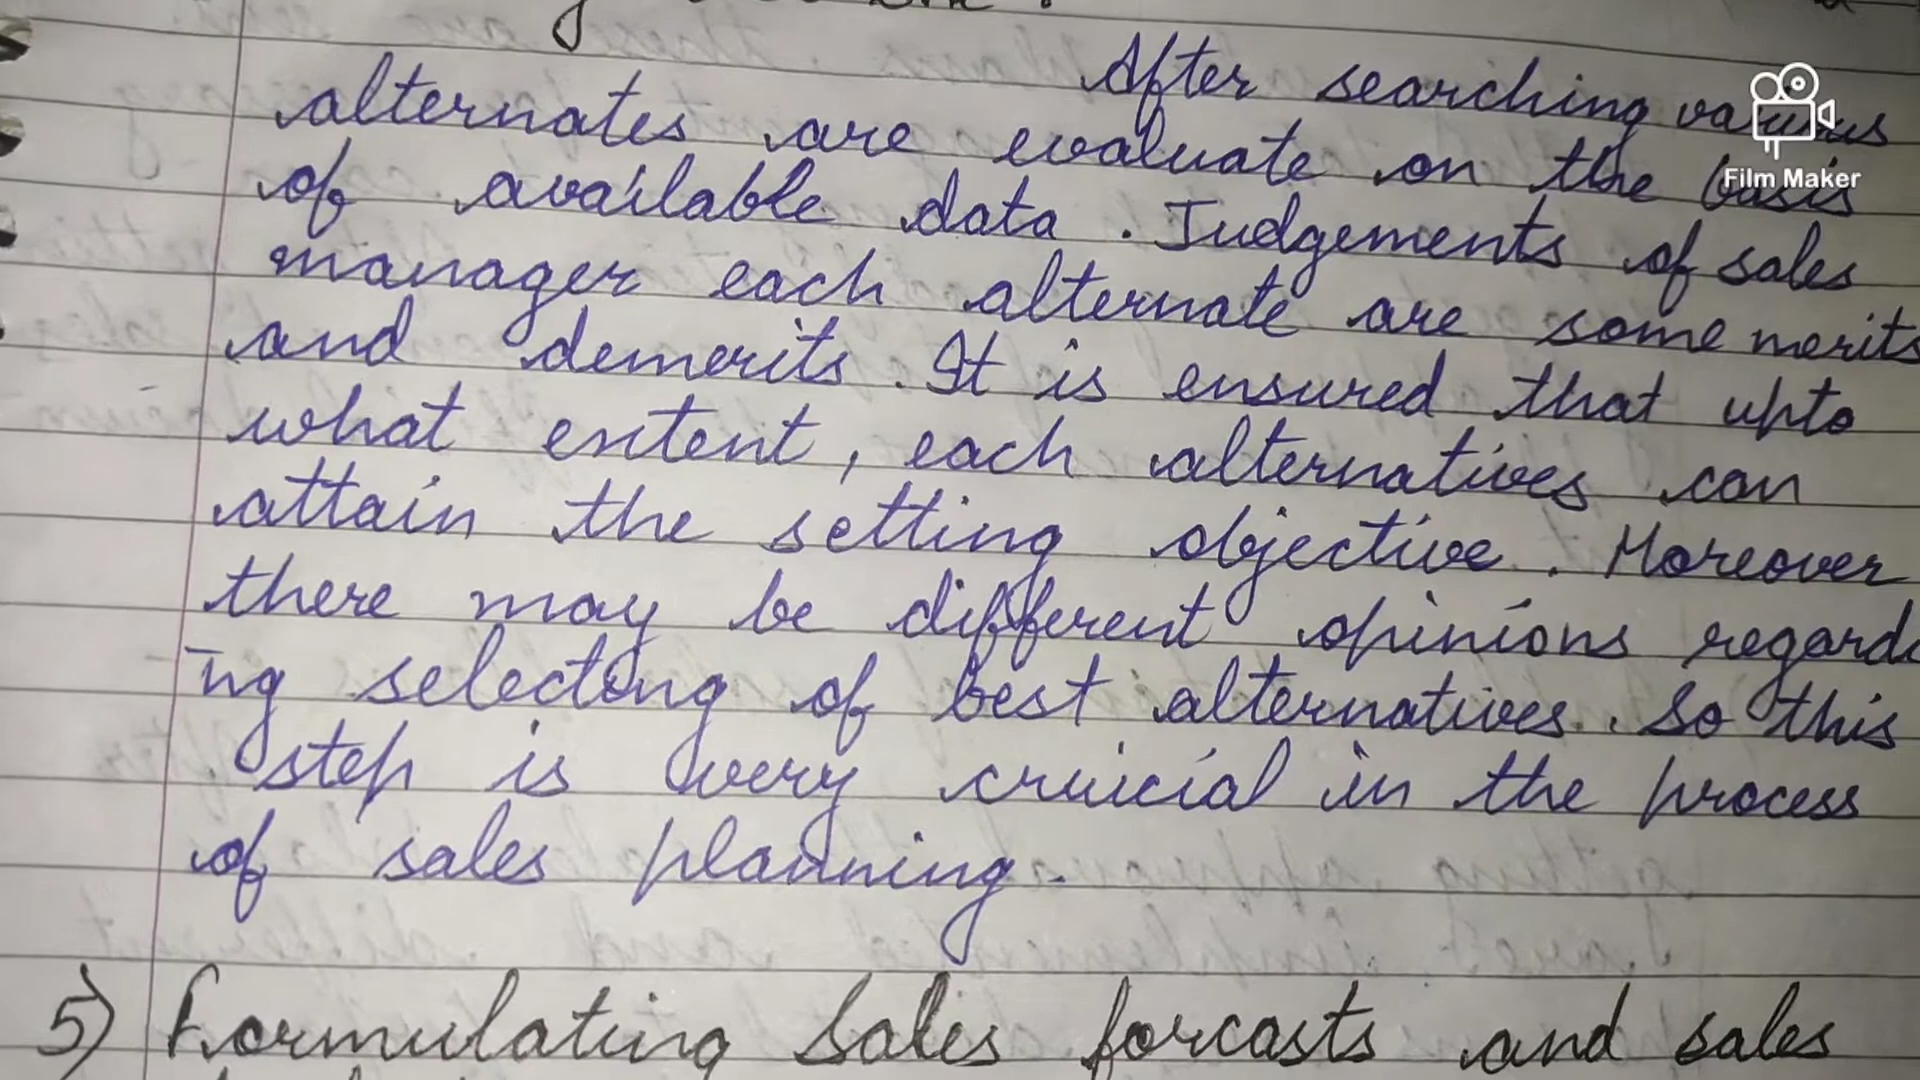 After searching various
alternates are evaluate on the basis
of available data. Judgements of sales
manager each alternate are some merits
and demerits. It is ensured that upto
what extent, each alternatives can
attain the setting objective. Moreover
there may be different opinions regard
ing selecting of best alternatives. So this
step is very cruicial in the process
of sales planning.
5) Formulating Sales forcasts and sales
Film Maker